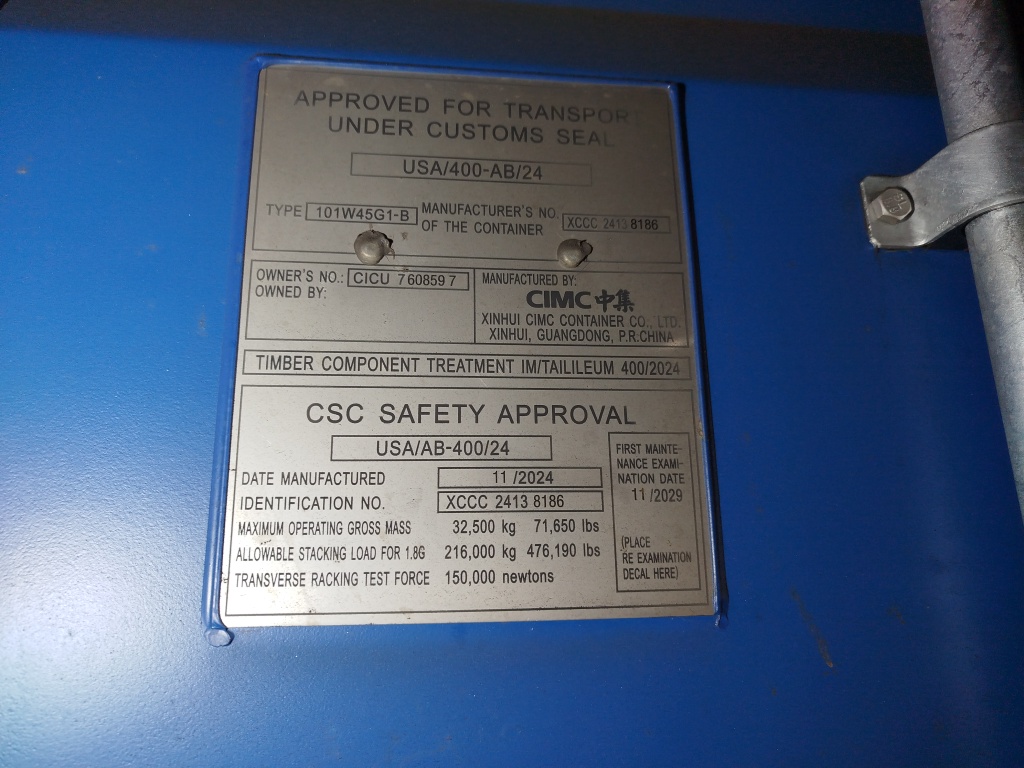 APPROVED FOR TRANSPORT
UNDER CUSTOMS SEAL
USA/400-AB/24
TYPE 101W45G1-B MANUFACTURER'S NO. OF THE CONTAINER XCCC 2413 8186
OWNER'S NO.: CICU 760859 7
OWNED BY:
MANUFACTURED BY:
CIMC 中集
XINHUI CIMC CONTAINER CO., LTD.
XINHUI, GUANGDONG, P.R.CHINA
TIMBER COMPONENT TREATMENT IM/TAILILEUM 400/2024
CSC SAFETY APPROVAL
USA/AB-400/24
DATE MANUFACTURED 11 /2024
IDENTIFICATION NO. XCCC 2413 8186
MAXIMUM OPERATING GROSS MASS 32,500 kg 71,650 lbs
ALLOWABLE STACKING LOAD FOR 1.8G 216,000 kg 476,190 lbs
TRANSVERSE RACKING TEST FORCE 150,000 newtons
FIRST MAINTE-
NANCE EXAMI-
NATION DATE
11 /2029
(PLACE
RE EXAMINATION
DECAL HERE)